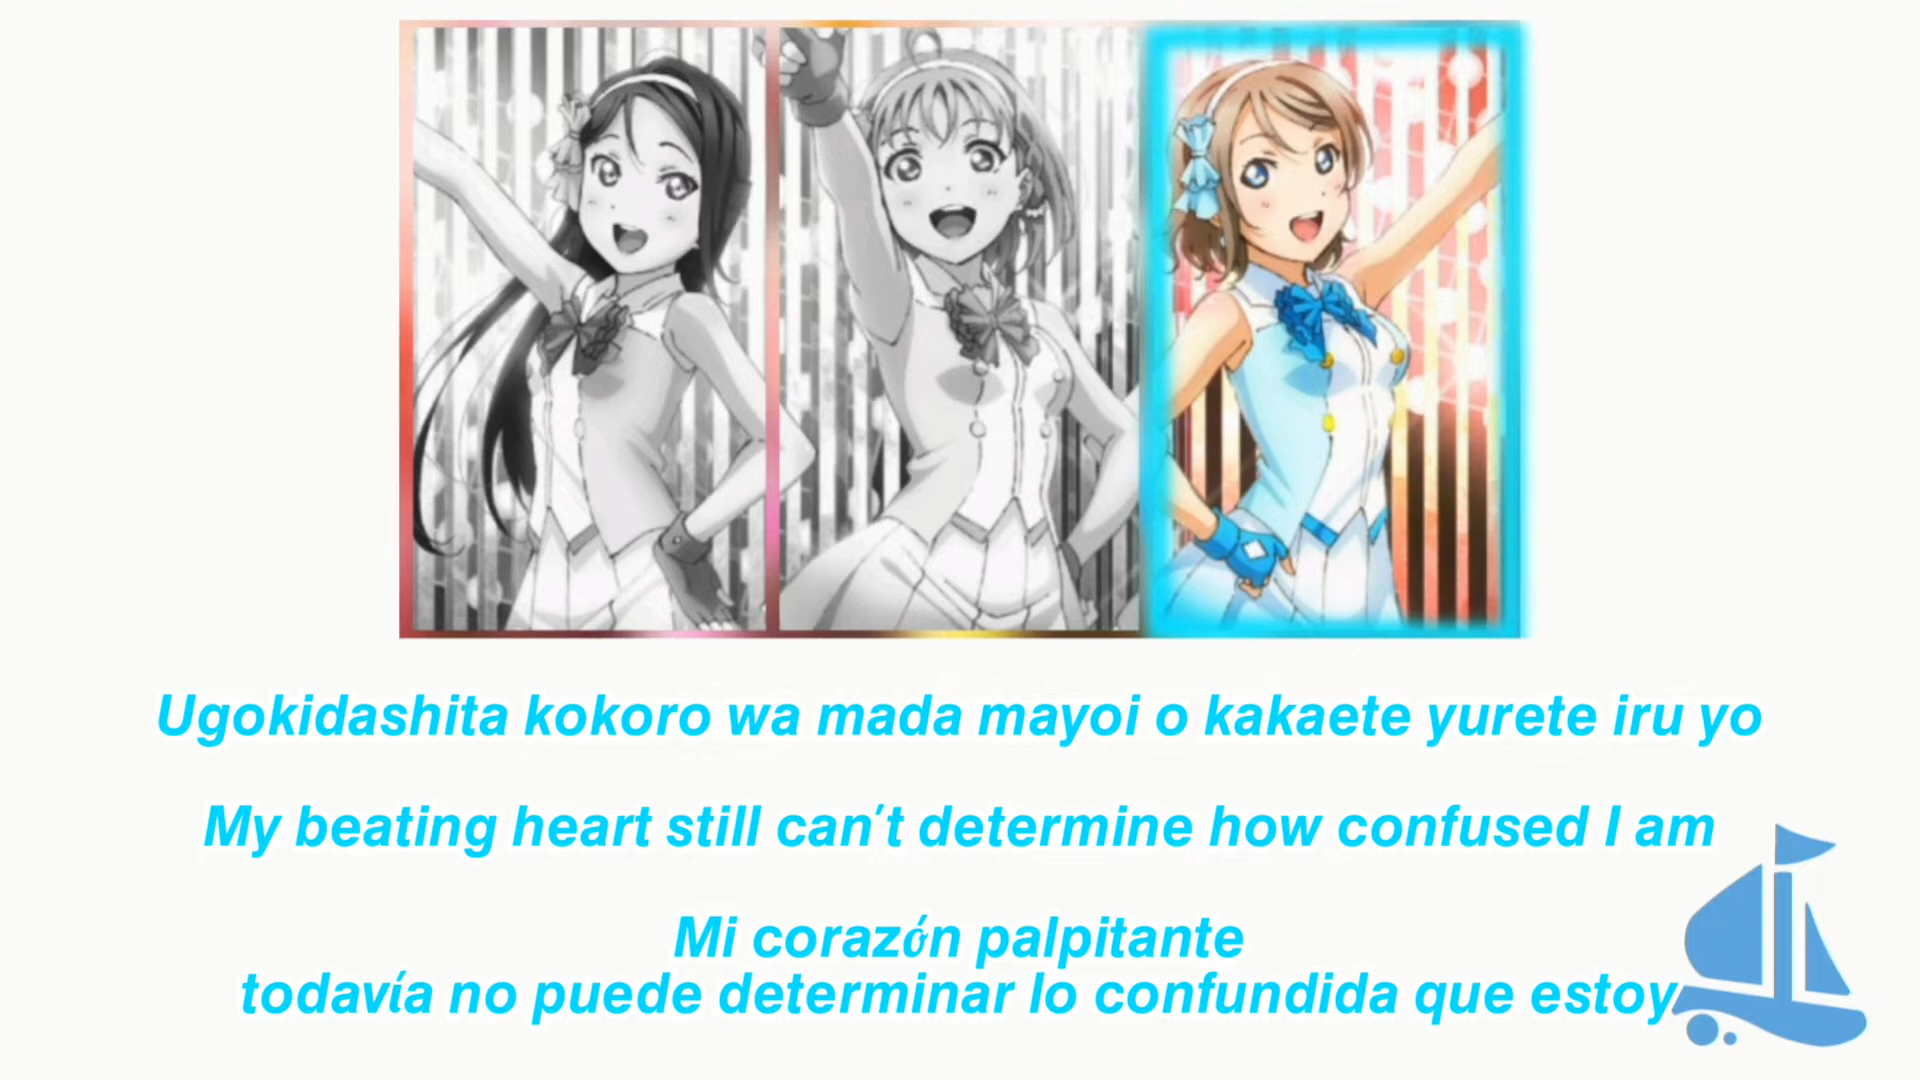 Ugokidashita kokoro wa mada mayoi o kakaete yurete iru yo
My beating heart still can't determine how confused I am
Mi corazón palpitante
todavía no puede determinar lo confundida que estoy